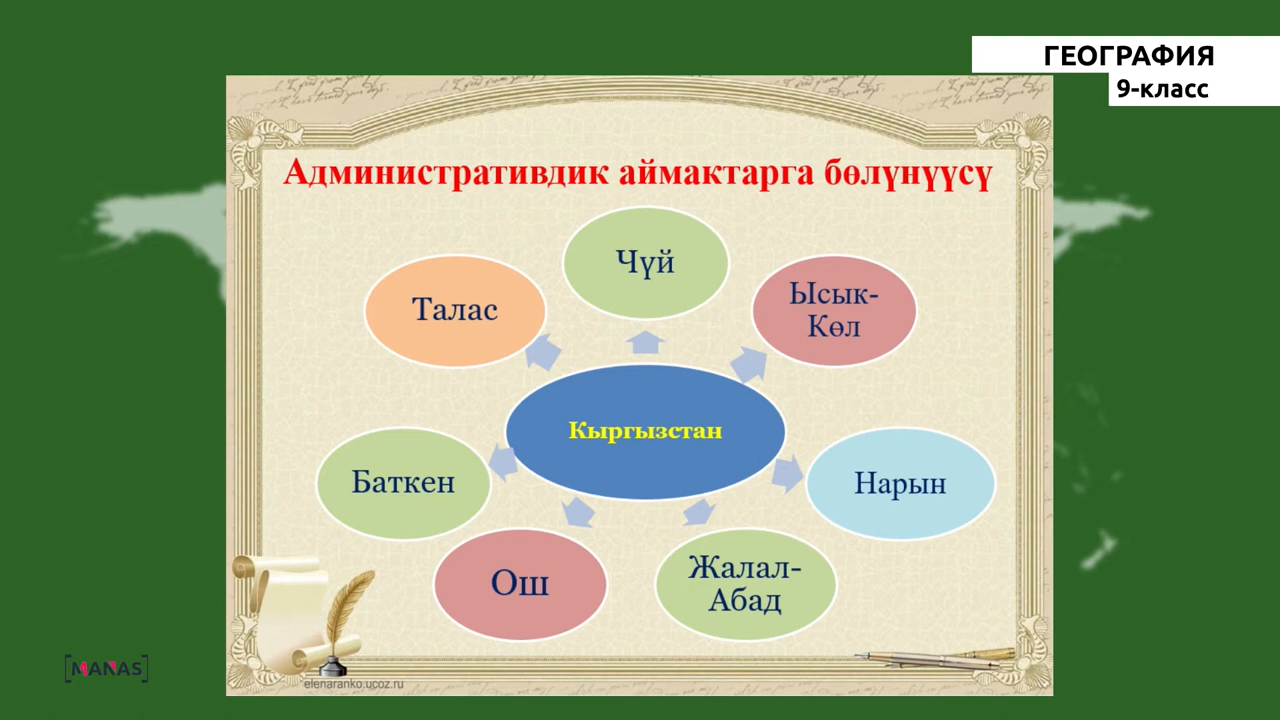 ГЕОГРАФИЯ
9-класс
Административдик аймактарга бөлүнүүсү
Чүй
Талас
Ысык-
Көл
Кыргызстан
Баткен
Нарын
Ош
Жалал-
Абад
MANAS
elenaranko.ucoz.ru